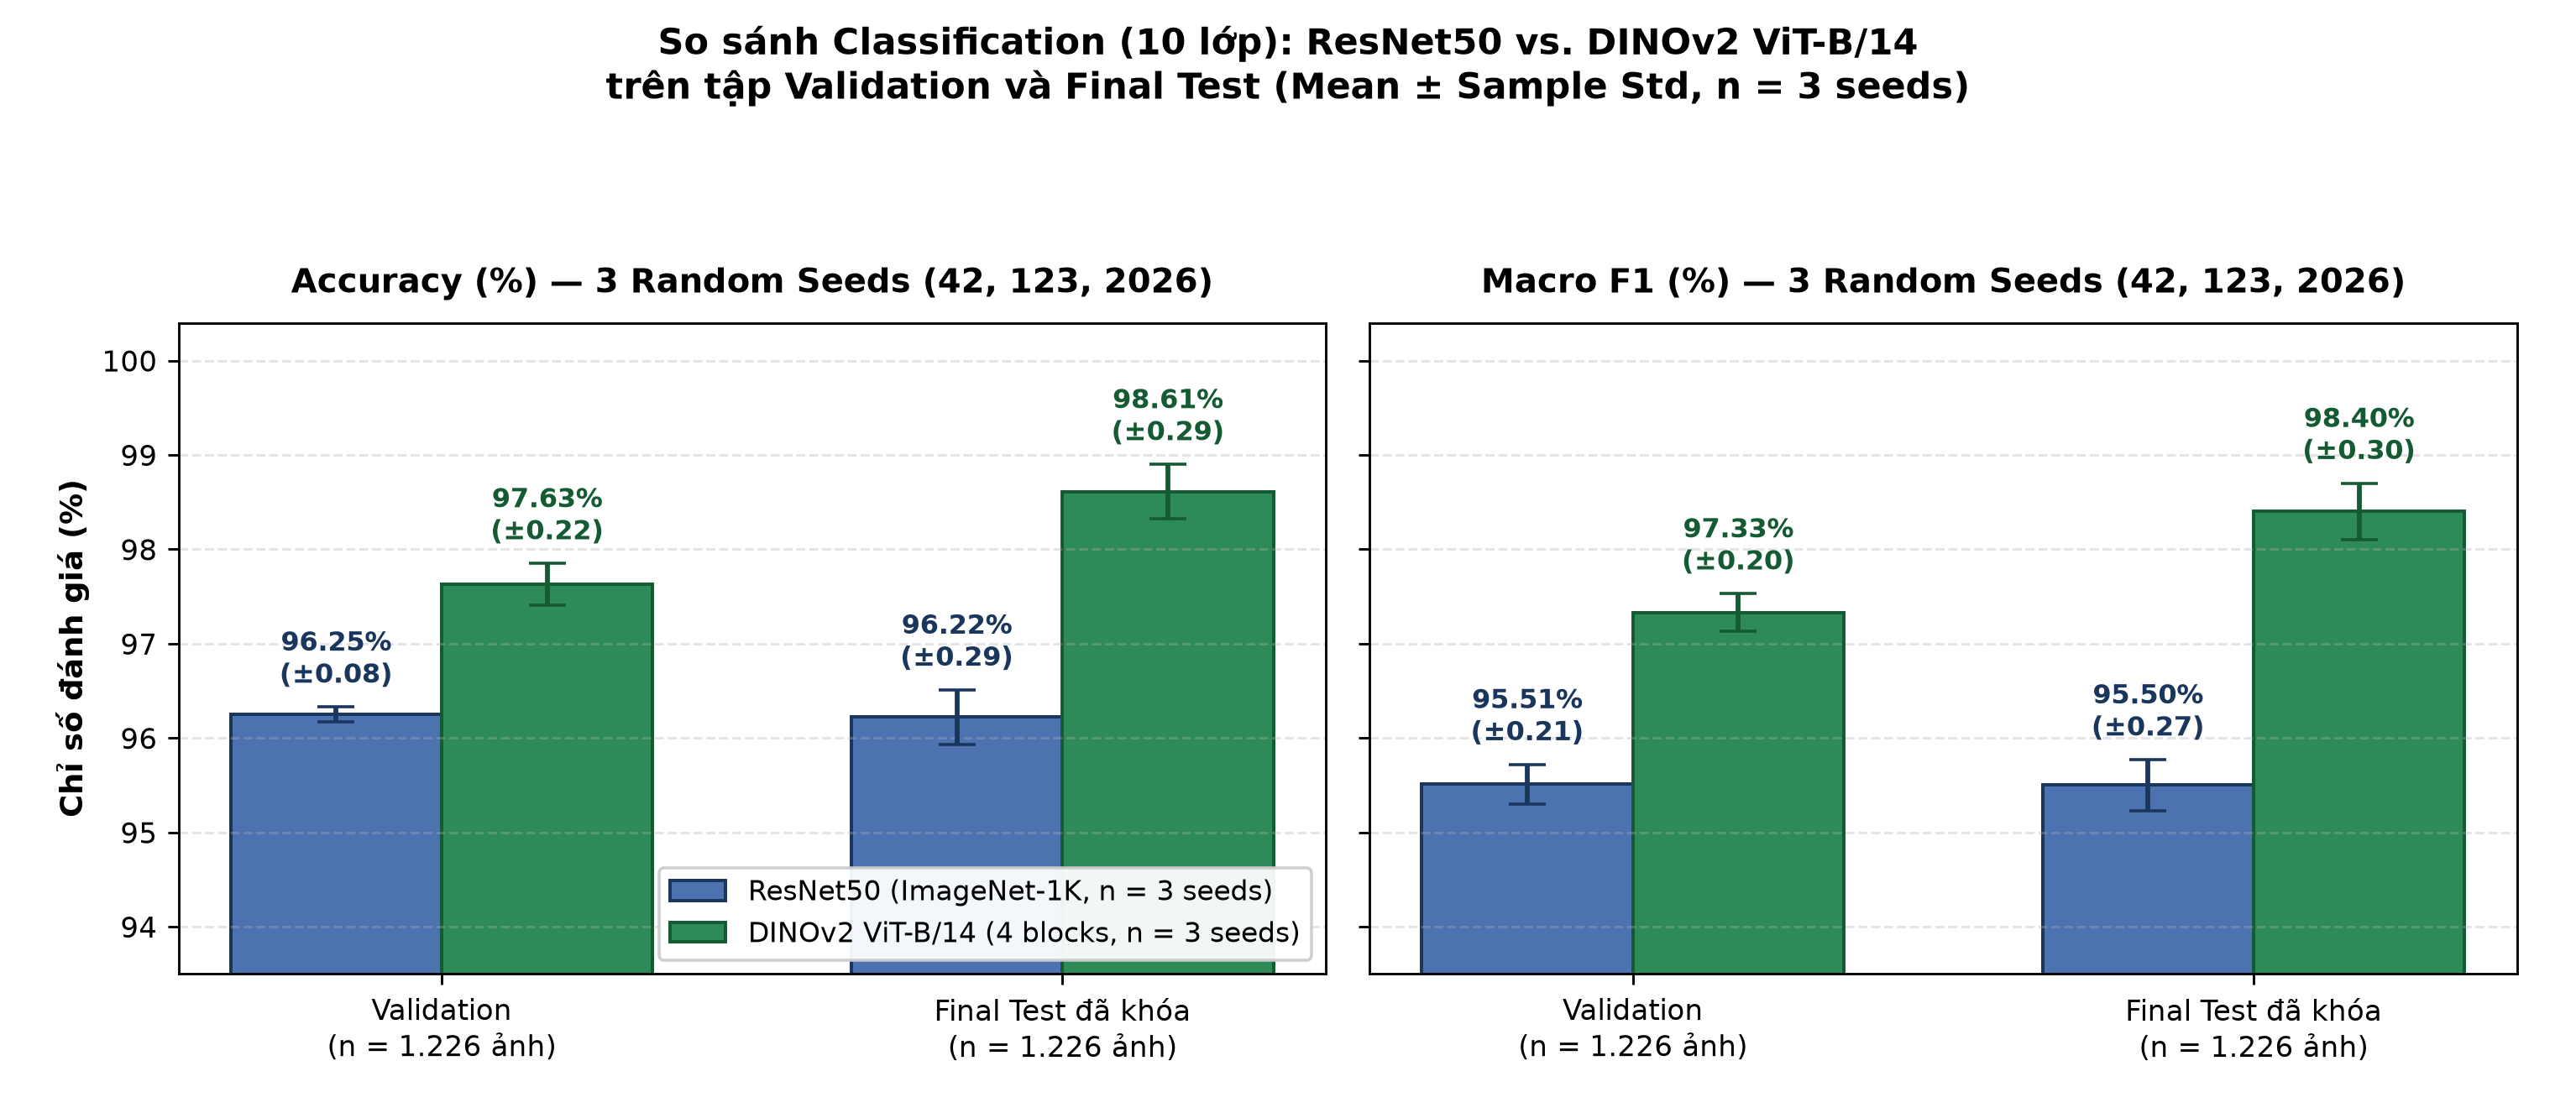 So sánh Classification (10 lớp): ResNet50 vs. DINOv2 ViT-B/14
trên tập Validation và Final Test (Mean ± Sample Std, n = 3 seeds)
Accuracy (%) — 3 Random Seeds (42, 123, 2026)
Chỉ số đánh giá (%)
100
99
98
97
96
95
94
96.25%
(±0.08)
97.63%
(±0.22)
96.22%
(±0.29)
98.61%
(±0.29)
ResNet50 (ImageNet-1K, n = 3 seeds)
DINOv2 ViT-B/14 (4 blocks, n = 3 seeds)
Validation
(n = 1.226 ảnh)
Final Test đã khóa
(n = 1.226 ảnh)
Macro F1 (%) — 3 Random Seeds (42, 123, 2026)
95.51%
(±0.21)
97.33%
(±0.20)
95.50%
(±0.27)
98.40%
(±0.30)
Validation
(n = 1.226 ảnh)
Final Test đã khóa
(n = 1.226 ảnh)